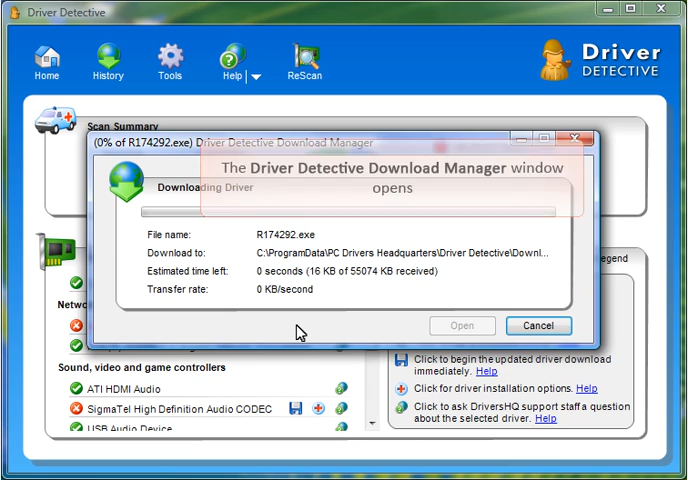 Driver Detective
Home
History
Tools
Help
ReScan
Driver
DETECTIVE
Scan Summary
(0% of R174292.exe) Driver Detective Download Manager
The Driver Detective Download Manager window
opens
Downloading Driver
File name: R174292.exe
Download to: C:\ProgramData\PC Drivers Headquarters\Driver Detective\Downl...
Estimated time left: 0 seconds (16 KB of 55074 KB received)
Transfer rate: 0 KB/second
Open
Cancel
egend
Netwo
Sound, video and game controllers
ATI HDMI Audio
SigmaTel High Definition Audio CODEC
USB Audio Device
Click to begin the updated driver download
immediately. Help
Click for driver installation options. Help
Click to ask DriversHQ support staff a question
about the selected driver. Help